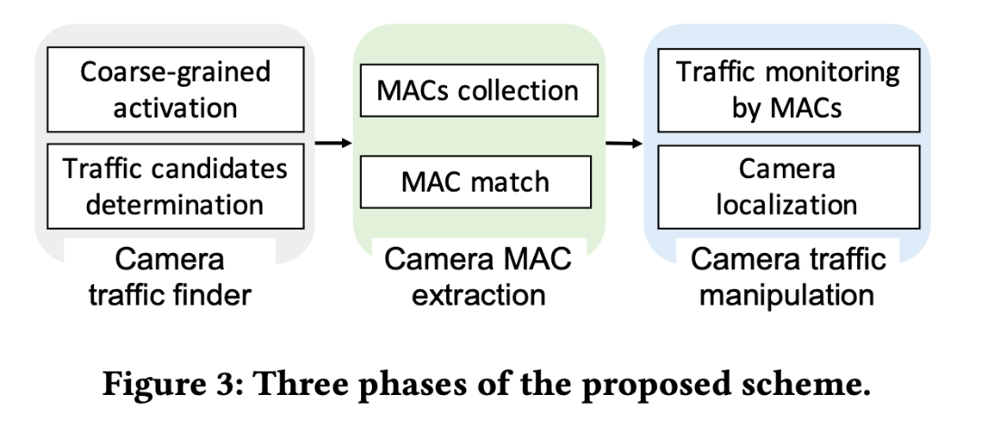 Coarse-grained
activation
Traffic candidates
determination
Camera
traffic finder
MACs collection
MAC match
Camera MAC
extraction
Traffic monitoring
by MACs
Camera
localization
Camera traffic
manipulation
Figure 3: Three phases of the proposed scheme.